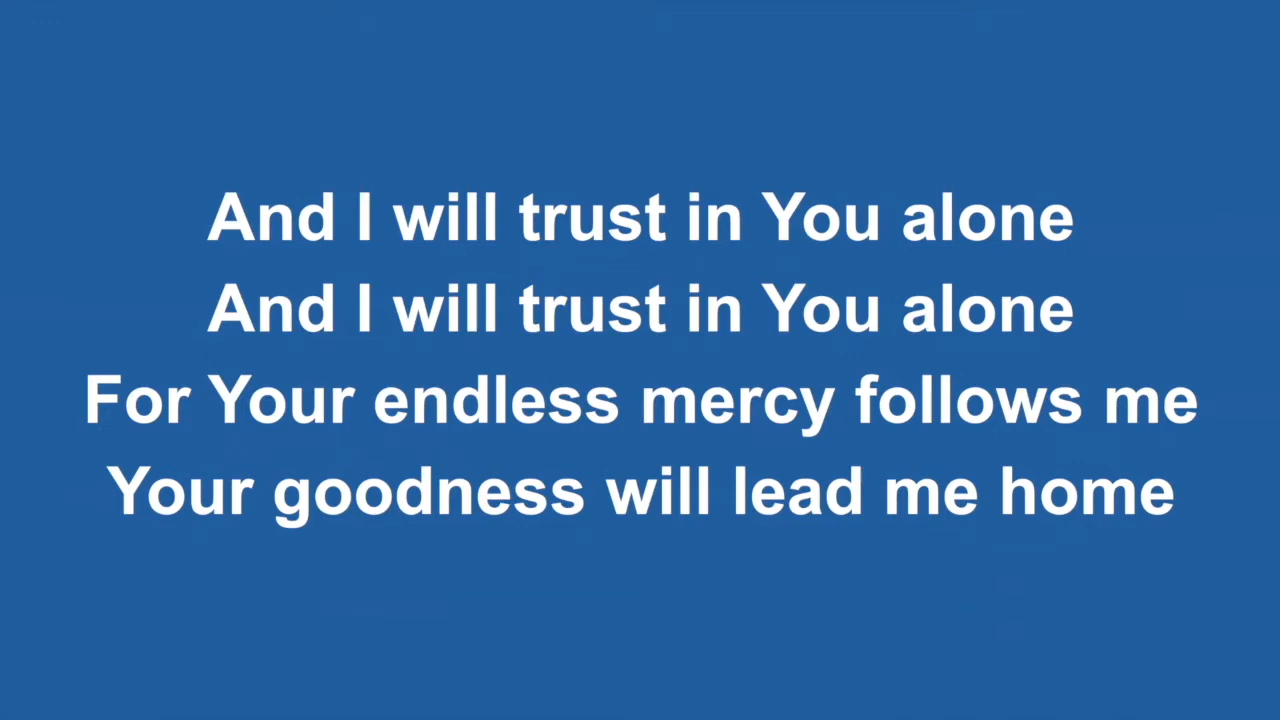 And I will trust in You alone
And I will trust in You alone
For Your endless mercy follows me
Your goodness will lead me home